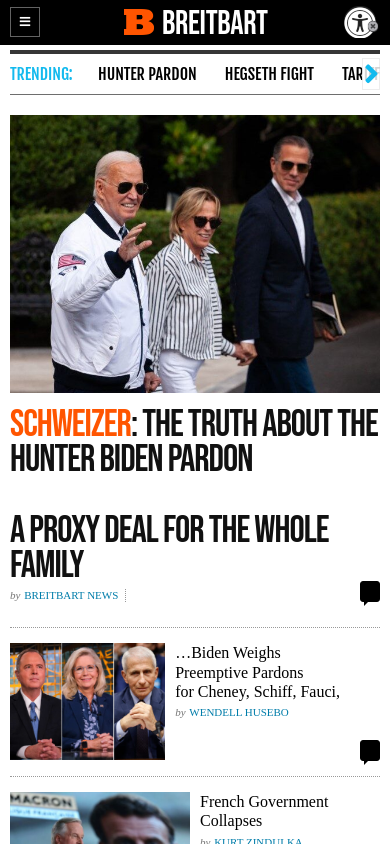 BREITBART
TRENDING: HUNTER PARDON HEGSETH FIGHT
SCHWEIZER: THE TRUTH ABOUT THE
HUNTER BIDEN PARDON
A PROXY DEAL FOR THE WHOLE
FAMILY
by BREITBART NEWS
…Biden Weighs
Preemptive Pardons
for Cheney, Schiff, Fauci,
by WENDELL HUSEBO
MACRON
French Government
Collapses
by KURT ZINDULKA